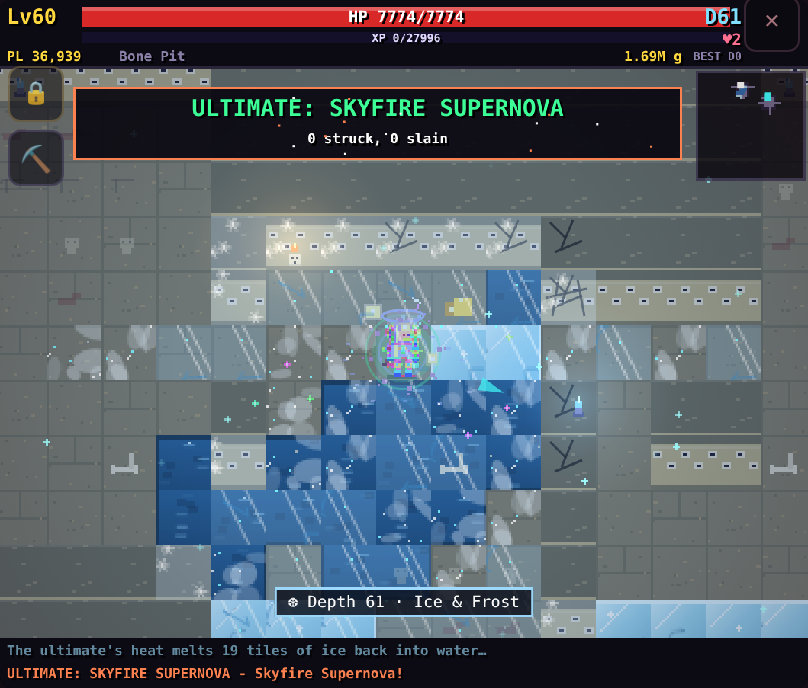 Lv60
HP 7774/7774
D61
×
XP 0/27996
♥2
PL 36,939
Bone Pit
1.69M g
BEST D0
ULTIMATE: SKYFIRE SUPERNOVA
0 struck, 0 slain
❆ Depth 61 · Ice & Frost
The ultimate's heat melts 19 tiles of ice back into water…
ULTIMATE: SKYFIRE SUPERNOVA - Skyfire Supernova!